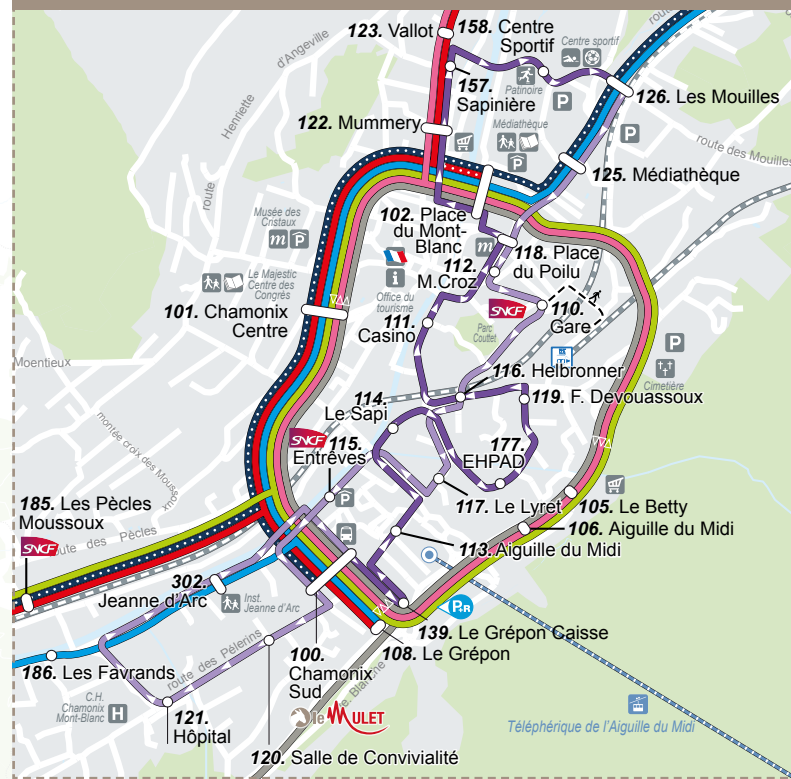 route
d'Angeville
Henriette
route
123. Vallot
158. Centre
Sportif
Centre sportif
157.
Sapinière
Patinoire
P
126. Les Mouilles
122. Mummery
Médiathèque
P
P
route des Mouilles
125. Médiathèque
Musée des
Cristaux
m P
102. Place
du Mont-
Blanc
m
118. Place
du Poilu
112.
M.Croz
i
Office du
tourisme
Le Majestic
Centre des
Congrès
101. Chamonix
Centre
111.
Casino
SNCF
110.
Gare
Parc
Couttet
P
Cimetière
Moentieux
116. Helbronner
114.
Le Sapi
119. F. Devouassoux
montée croix des Moussoux
SNCF
115.
Entrèves
177.
EHPAD
P
117. Le Lyret
105. Le Betty
106. Aiguille du Midi
185. Les Pècles
Moussoux
SNCF
route des Pècles
113. Aiguille du Midi
302.
Jeanne d'Arc
Inst.
Jeanne d'Arc
P+R
139. Le Grépon Caisse
108. Le Grépon
100.
Chamonix
Sud
186. Les Favrands
route des Pèlerins
C.H.
Chamonix
Mont-Blanc
H
121.
Hôpital
Blanche
le MULET
Téléphérique de l'Aiguille du Midi
120. Salle de Convivialité